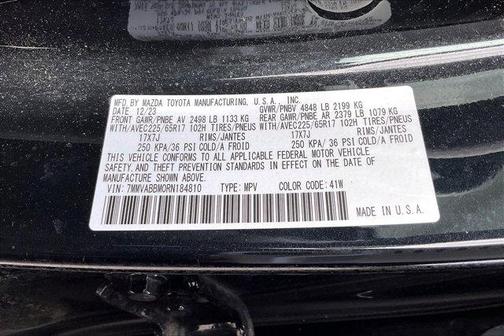 MFD BY MAZDA TOYOTA MANUFACTURING, U.S.A., INC.
DATE 12/23 GVWR/PNBV 4848 LB 2199 KG
FRONT GAWR/PNBE AV 2498 LB 1133 KG REAR GAWR/PNBE AR 2379 LB 1079 KG
WITH/AVEC225/65R17 102H TIRES/PNEUS WITH/AVEC225/65R17 102H TIRES/PNEUS
17X7J RIMS/JANTES 17X7J RIMS/JANTES
250 KPA/36 PSI COLD/A FROID 250 KPA/ 36 PSI COLD/A FROID
THIS VEHICLE CONFORMS TO ALL APPLICABLE FEDERAL MOTOR VEHICLE
SAFETY AND THEFT PREVENTION STANDARDS IN EFFECT ON THE DATE OF
MANUFACTURE SHOWN ABOVE.
VIN: 7MMVABBM0RN184810 TYPE: MPV COLOR CODE: 41W